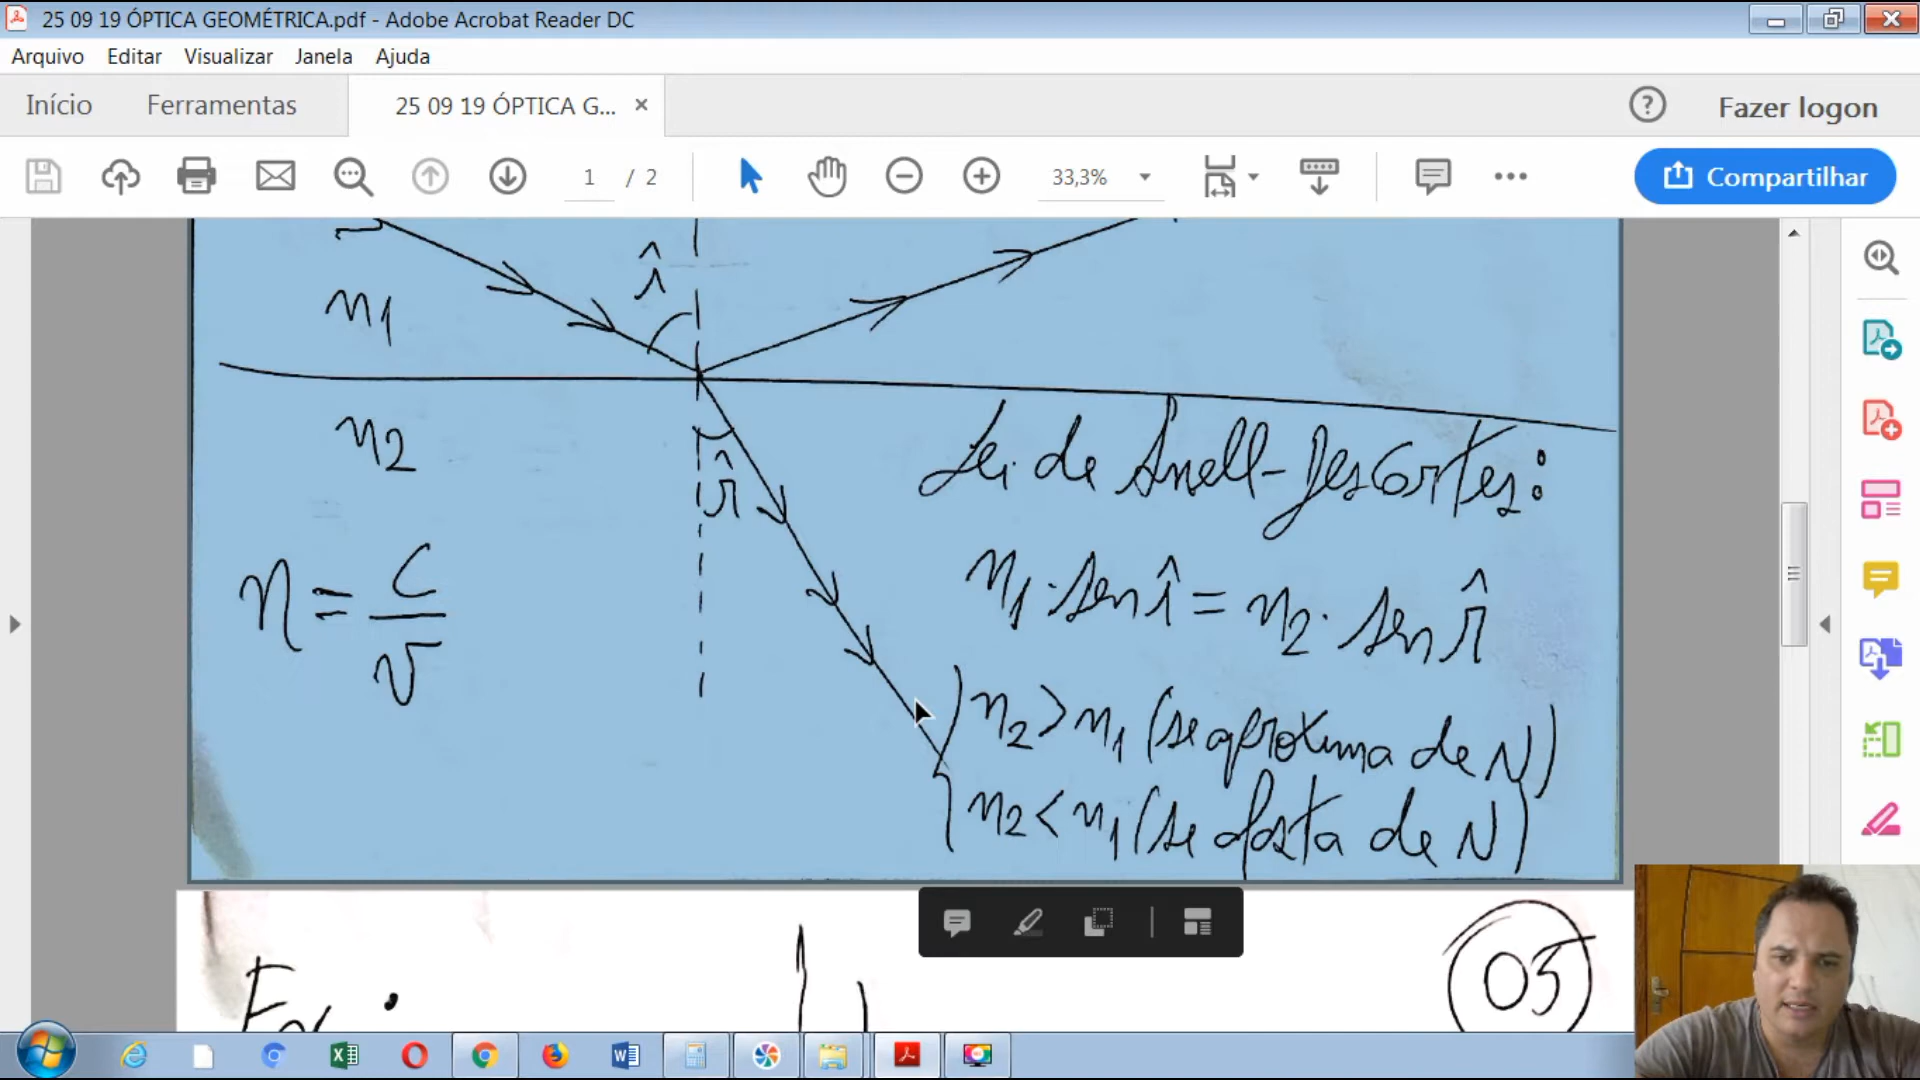 25 09 19 ÓPTICA GEOMÉTRICA.pdf - Adobe Acrobat Reader DC
Arquivo Editar Visualizar Janela Ajuda
Início Ferramentas 25 09 19 ÓPTICA G... × Fazer logon
1 / 2 33,3% Compartilhar
î
n1
n2
r̂
Lei de Snell-Descartes:
n = c/v
n1 . sen î = n2 . sen r̂
n2 > n1 (se aproxima de N)
n2 < n1 (se afasta de N)
05
Ex: